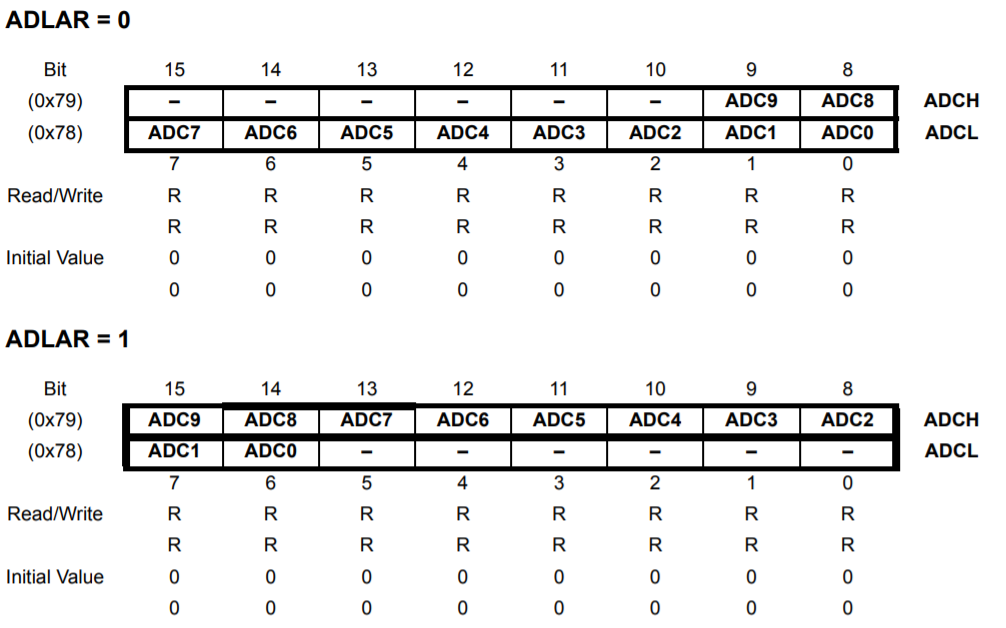 ADLAR = 0
Bit 15 14 13 12 11 10 9 8
(0x79) – – – – – – ADC9 ADC8 ADCH
(0x78) ADC7 ADC6 ADC5 ADC4 ADC3 ADC2 ADC1 ADC0 ADCL
7 6 5 4 3 2 1 0
Read/Write R R R R R R R R
R R R R R R R R
Initial Value 0 0 0 0 0 0 0 0
0 0 0 0 0 0 0 0
ADLAR = 1
Bit 15 14 13 12 11 10 9 8
(0x79) ADC9 ADC8 ADC7 ADC6 ADC5 ADC4 ADC3 ADC2 ADCH
(0x78) ADC1 ADC0 – – – – – – ADCL
7 6 5 4 3 2 1 0
Read/Write R R R R R R R R
R R R R R R R R
Initial Value 0 0 0 0 0 0 0 0
0 0 0 0 0 0 0 0